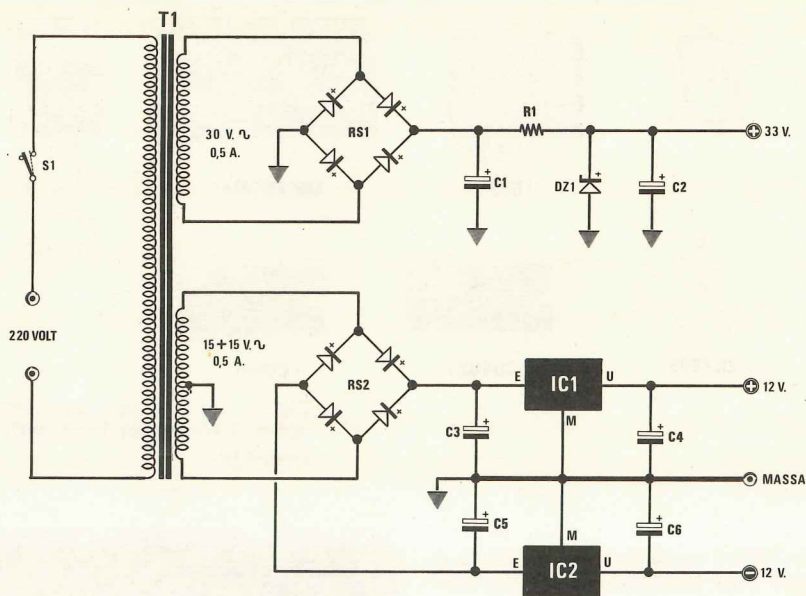 T1
S1
220 VOLT
30 V. ∿
0,5 A.
RS1
C1
+
R1
DZ1
+
C2
+
+ 33 V.
15+15 V. ∿
0,5 A.
RS2
E
IC1
U
M
C3
+
C4
+
+ 12 V.
MASSA
C5
+
C6
+
M
E
IC2
U
- 12 V.